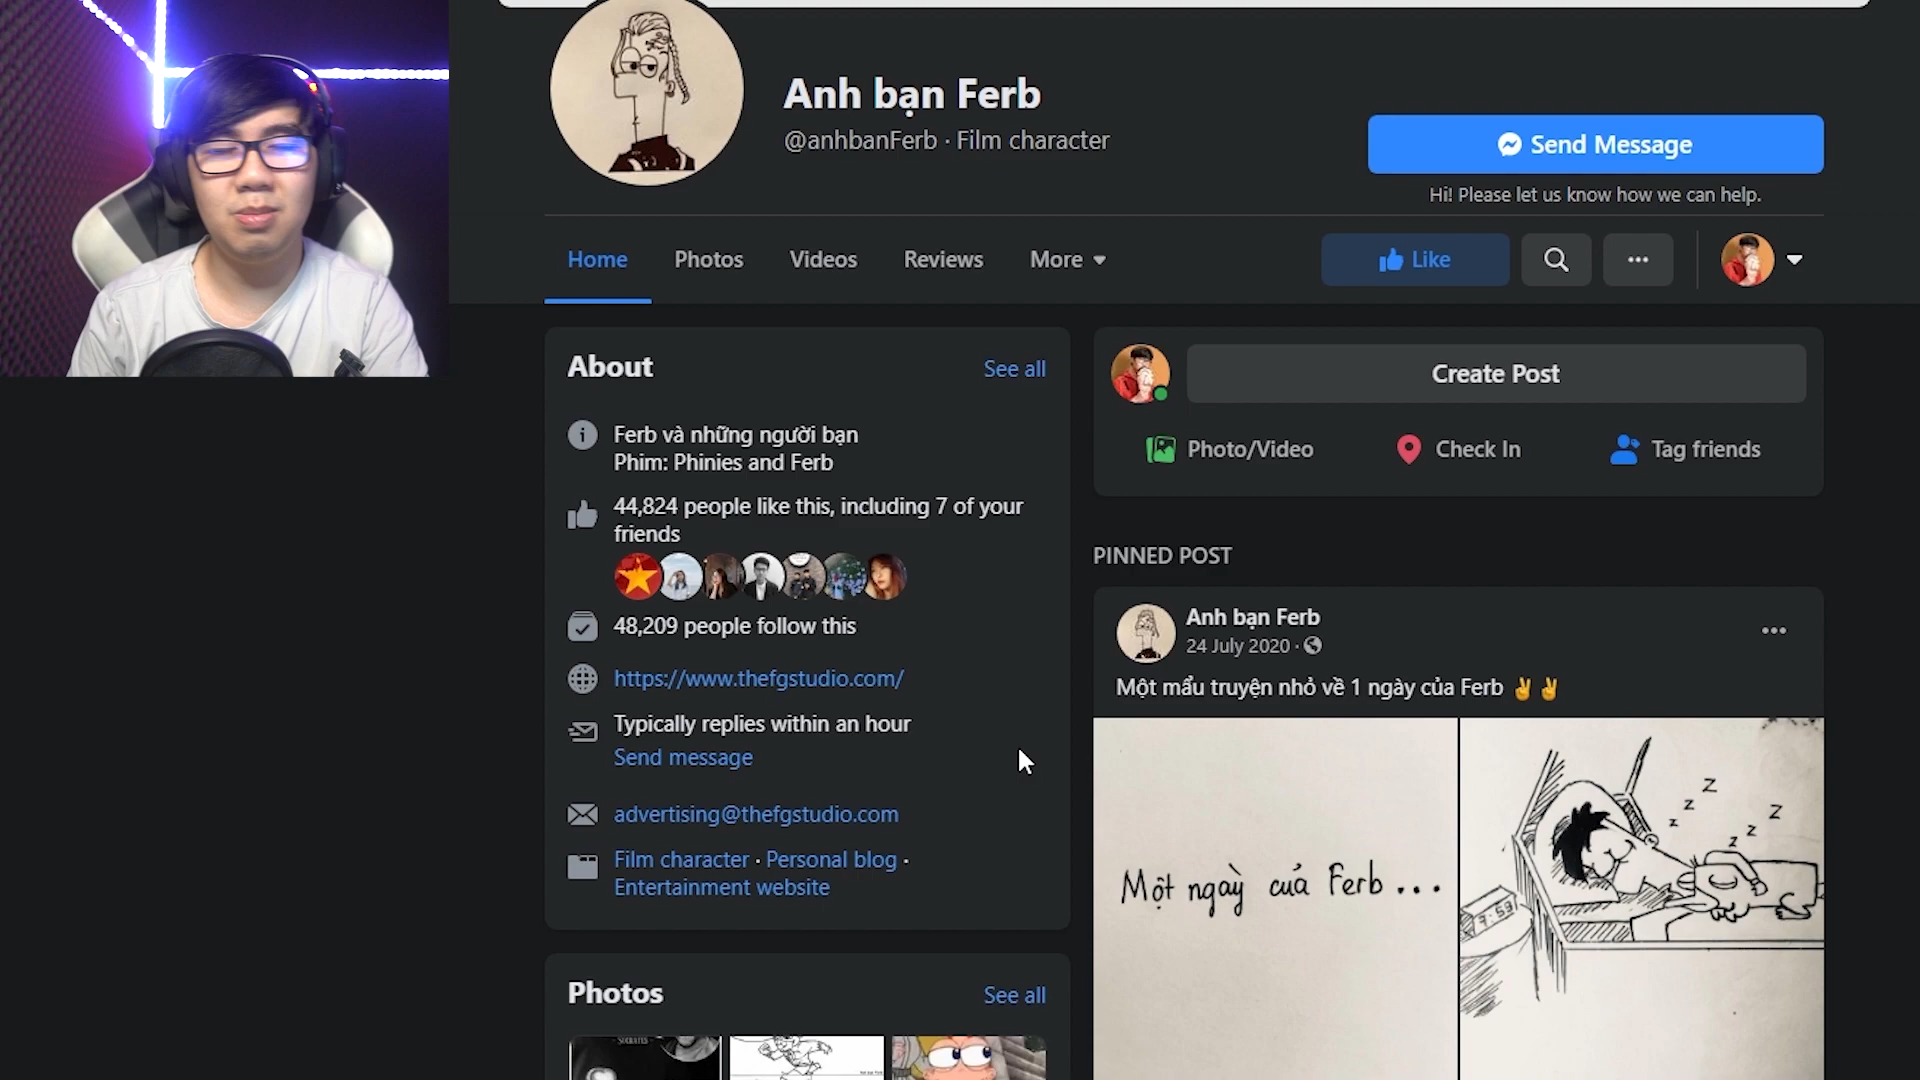 Anh bạn Ferb
@anhbanFerb · Film character
Send Message
Hi! Please let us know how we can help.
Home
Photos
Videos
Reviews
More
Like
About
See all
Ferb và những người bạn
Phim: Phinies and Ferb
44,824 people like this, including 7 of your
friends
48,209 people follow this
https://www.thefgstudio.com/
Typically replies within an hour
Send message
advertising@thefgstudio.com
Film character · Personal blog ·
Entertainment website
Photos
See all
SOCRATES
Create Post
Photo/Video
Check In
Tag friends
PINNED POST
Anh bạn Ferb
24 July 2020 ·
Một mẩu truyện nhỏ về 1 ngày của Ferb ✌✌
Một ngày của Ferb ...
z z Z
z z Z
7:59